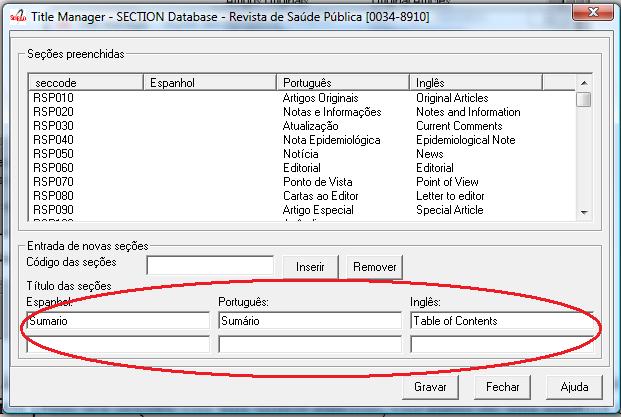 SciELO Title Manager - SECTION Database - Revista de Saúde Pública [0034-8910]
Seções preenchidas
seccode Espanhol Português Inglês
RSP010 Artigos Originais Original Articles
RSP020 Notas e Informações Notes and Information
RSP030 Atualização Current Comments
RSP040 Nota Epidemiológica Epidemiological Note
RSP050 Notícia News
RSP060 Editorial Editorial
RSP070 Ponto de Vista Point of View
RSP080 Cartas ao Editor Letter to editor
RSP090 Artigo Especial Special Article
Entrada de novas seções
Código das seções Inserir Remover
Título das seções
Espanhol: Português: Inglês:
Sumario Sumário Table of Contents
Gravar Fechar Ajuda